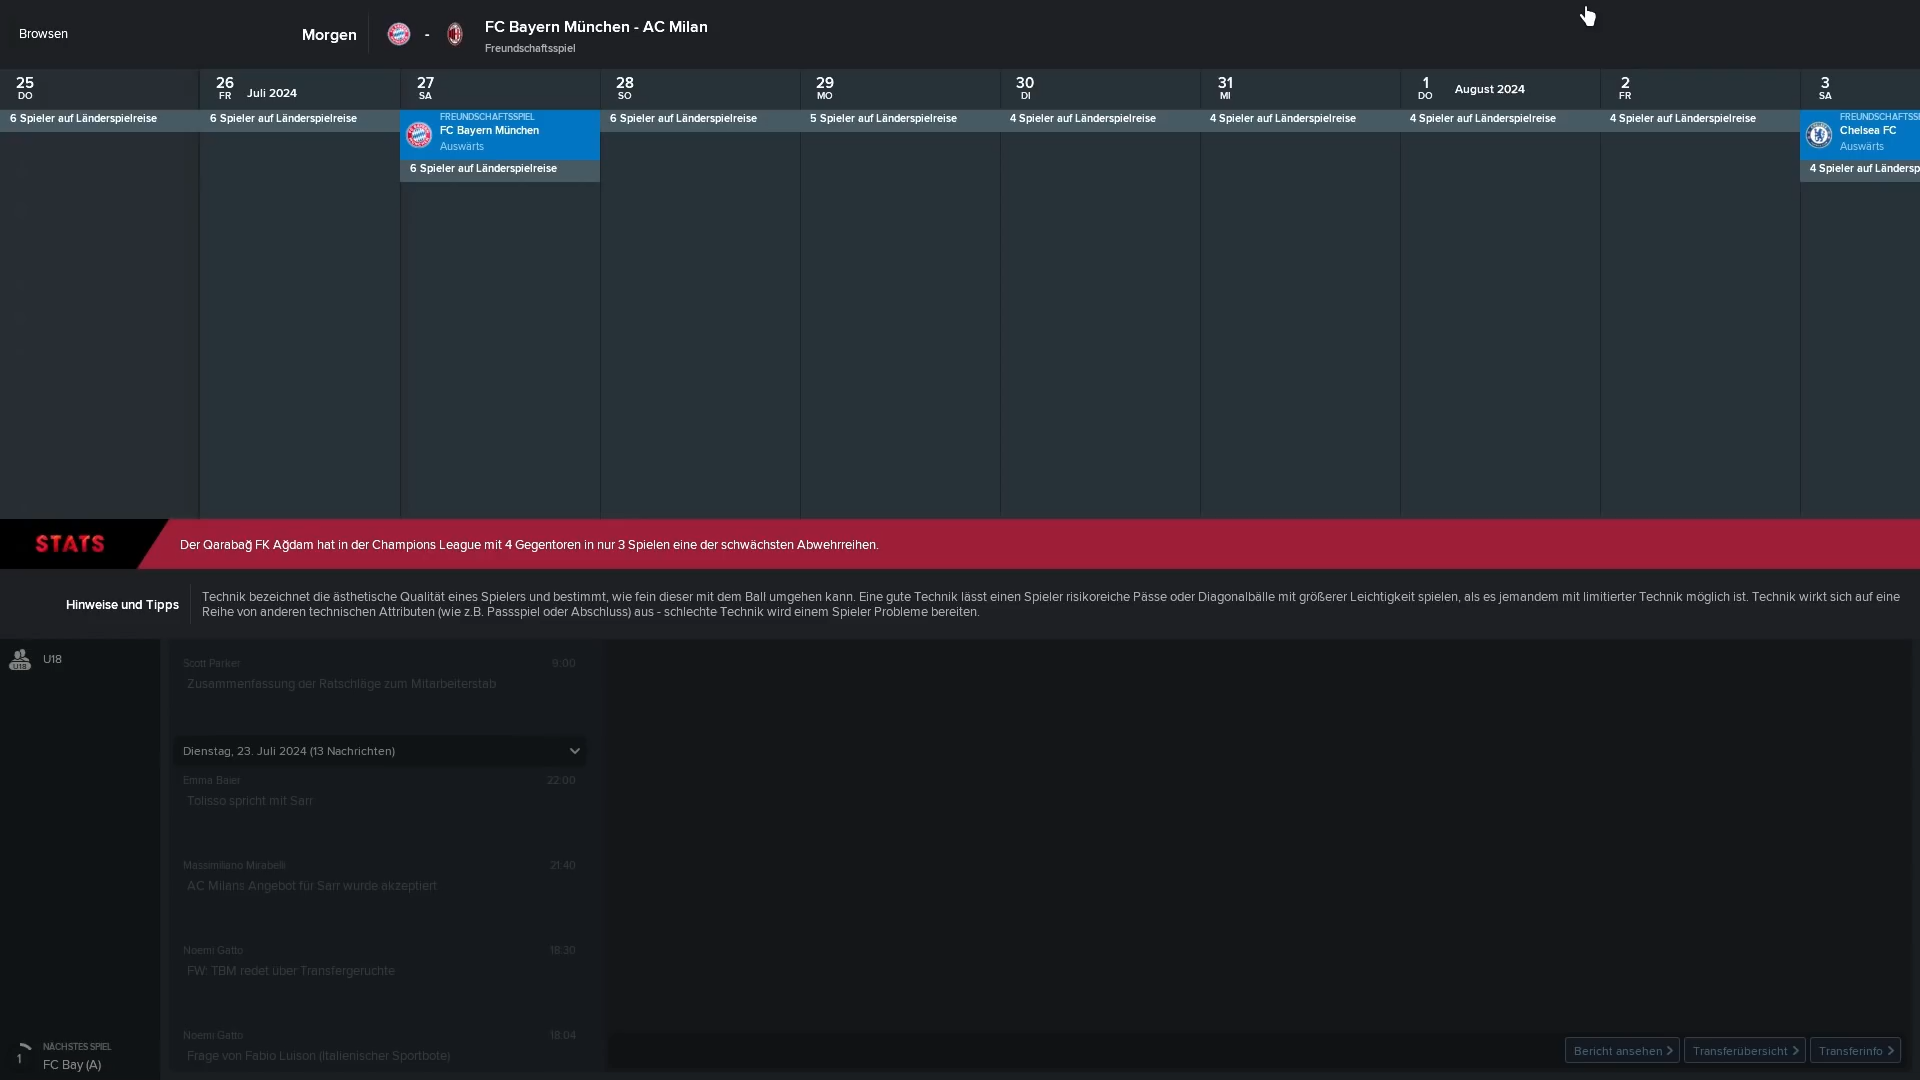 Browsen
Morgen
-
FC Bayern München - AC Milan
Freundschaftsspiel
25
DO
26
FR
Juli 2024
27
SA
28
SO
29
MO
30
DI
31
MI
1
DO
August 2024
2
FR
3
SA
6 Spieler auf Länderspielreise
6 Spieler auf Länderspielreise
FREUNDSCHAFTSSPIEL
FC Bayern München
Auswärts
6 Spieler auf Länderspielreise
6 Spieler auf Länderspielreise
5 Spieler auf Länderspielreise
4 Spieler auf Länderspielreise
4 Spieler auf Länderspielreise
4 Spieler auf Länderspielreise
4 Spieler auf Länderspielreise
FREUNDSCHAFTSS
Chelsea FC
Auswärts
4 Spieler auf Ländersp
STATS
Der Qarabağ FK Ağdam hat in der Champions League mit 4 Gegentoren in nur 3 Spielen eine der schwächsten Abwehrreihen.
Hinweise und Tipps
Technik bezeichnet die ästhetische Qualität eines Spielers und bestimmt, wie fein dieser mit dem Ball umgehen kann. Eine gute Technik lässt einen Spieler risikoreiche Pässe oder Diagonalbälle mit größerer Leichtigkeit spielen, als es jemandem mit limitierter Technik möglich ist. Technik wirkt sich auf eine
Reihe von anderen technischen Attributen (wie z.B. Passspiel oder Abschluss) aus - schlechte Technik wird einem Spieler Probleme bereiten.
U18
U18
Scott Parker
9:00
Zusammenfassung der Ratschläge zum Mitarbeiterstab
Dienstag, 23. Juli 2024 (13 Nachrichten)
Emma Baier
22:00
Tolisso spricht mit Sarr
Massimiliano Mirabelli
21:40
AC Milans Angebot für Sarr wurde akzeptiert
Noemi Gatto
18:30
FW: TBM redet über Transfergerüchte
Noemi Gatto
18:04
Frage von Fabio Luison (Italienischer Sportbote)
1
NÄCHSTES SPIEL
FC Bay (A)
Bericht ansehen
Transferübersicht
Transferinfo